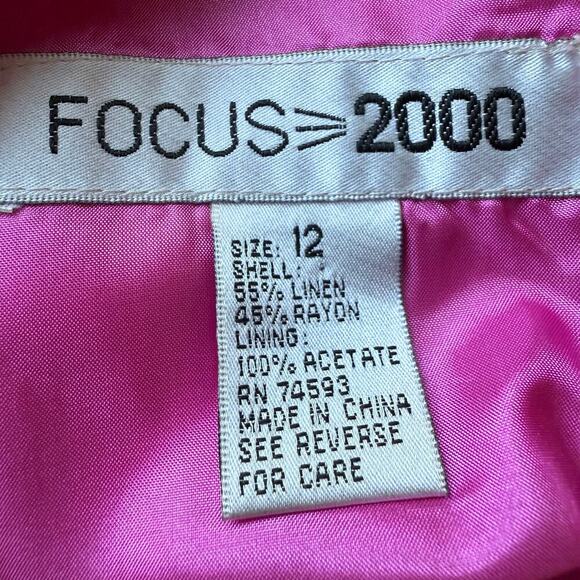 FOCUS 2000
SIZE: 12
SHELL:
55% LINEN
45% RAYON
LINING:
100% ACETATE
RN 74593
MADE IN CHINA
SEE REVERSE
FOR CARE